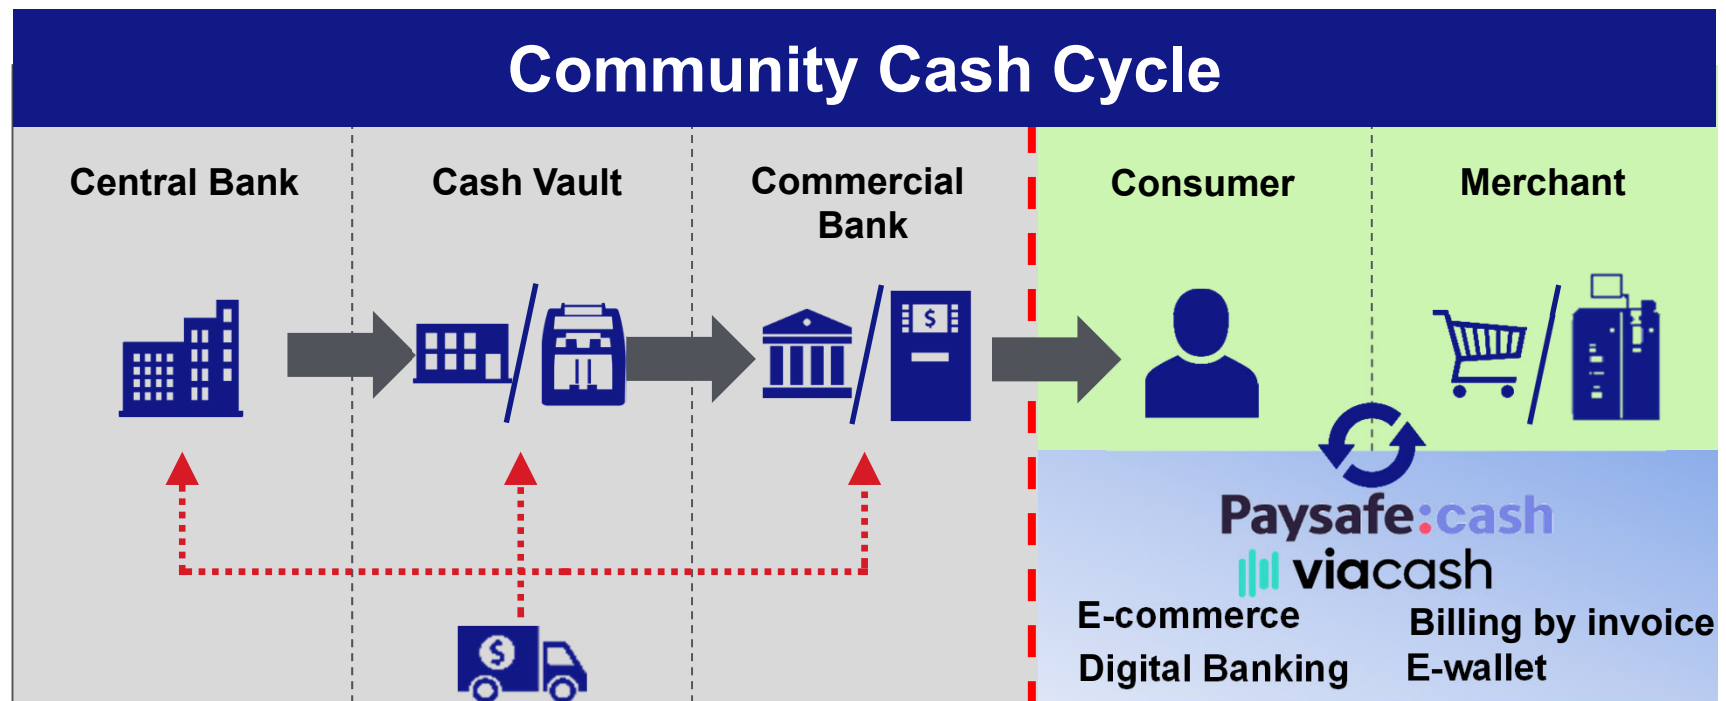 Community Cash Cycle
Central Bank
Cash Vault
Commercial
Bank
Consumer
Merchant
$
$
Paysafe:cash
viacash
E-commerce
Billing by invoice
Digital Banking
E-wallet